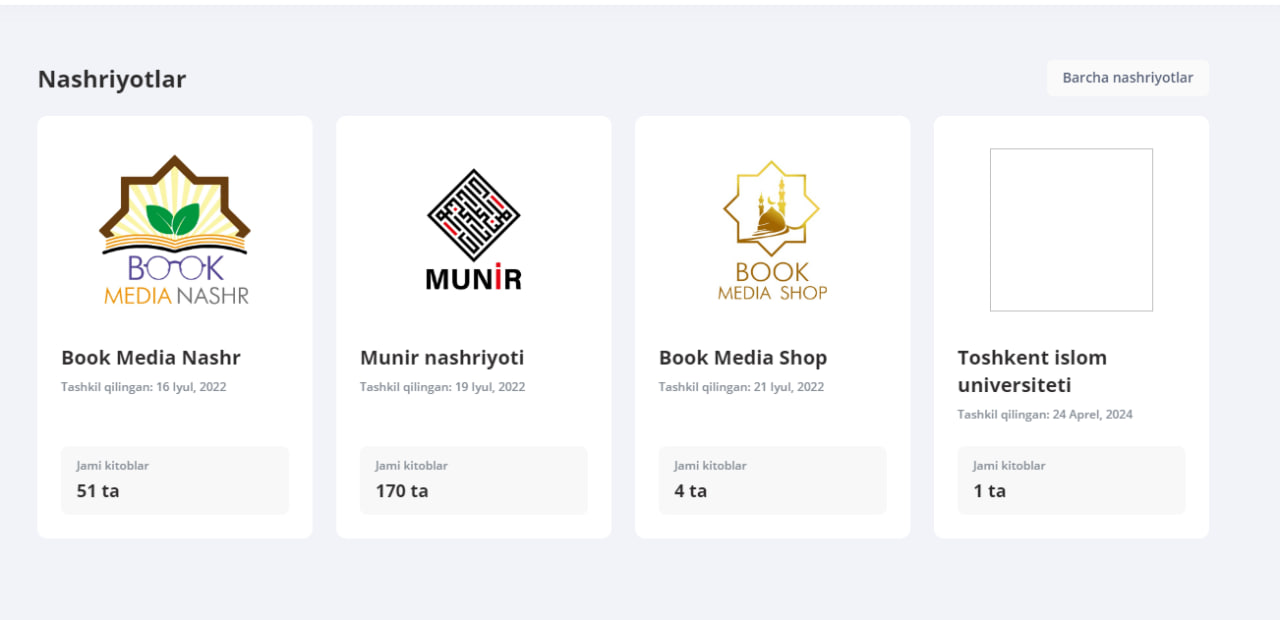 Nashriyotlar
Barcha nashriyotlar
BOOK
MEDIA NASHR
Book Media Nashr
Tashkil qilingan: 16 Iyul, 2022
Jami kitoblar
51 ta
MUNiR
Munir nashriyoti
Tashkil qilingan: 19 Iyul, 2022
Jami kitoblar
170 ta
BOOK
MEDIA SHOP
Book Media Shop
Tashkil qilingan: 21 Iyul, 2022
Jami kitoblar
4 ta
Toshkent islom
universiteti
Tashkil qilingan: 24 Aprel, 2024
Jami kitoblar
1 ta